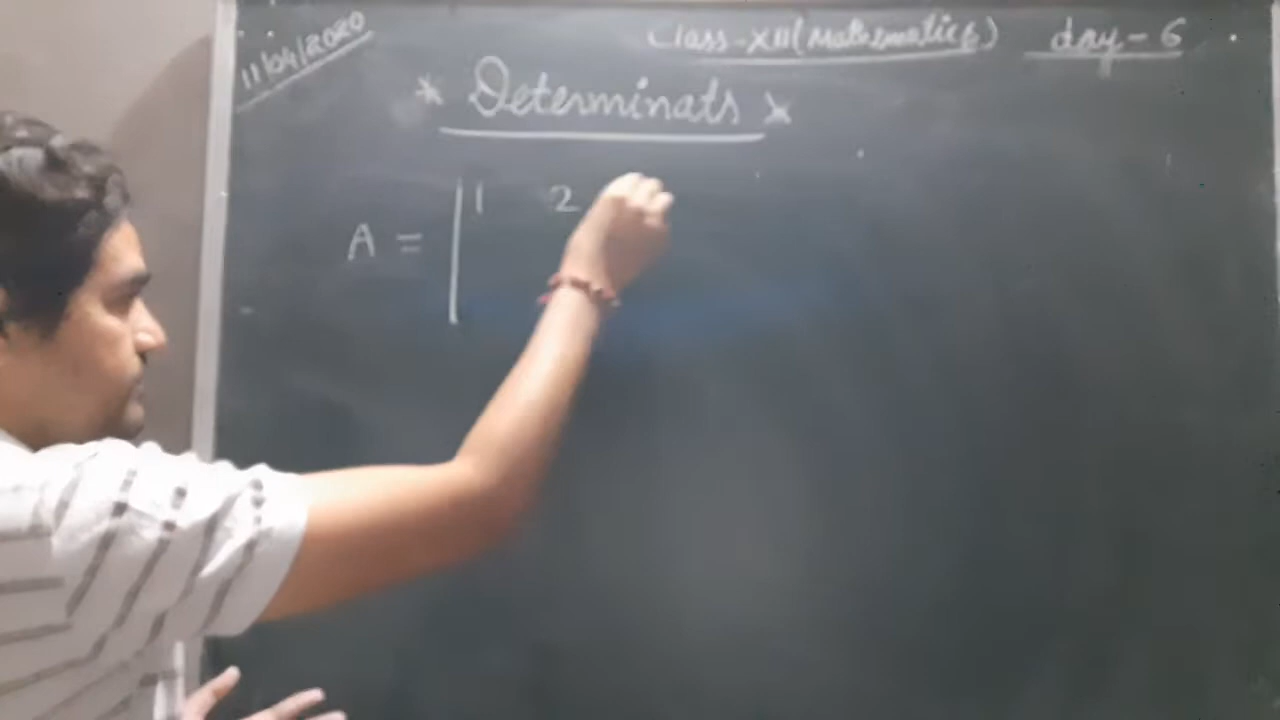 11/04/2020
Class-XII(Mathematics) day-6
* Determinats *
A = | 1 2